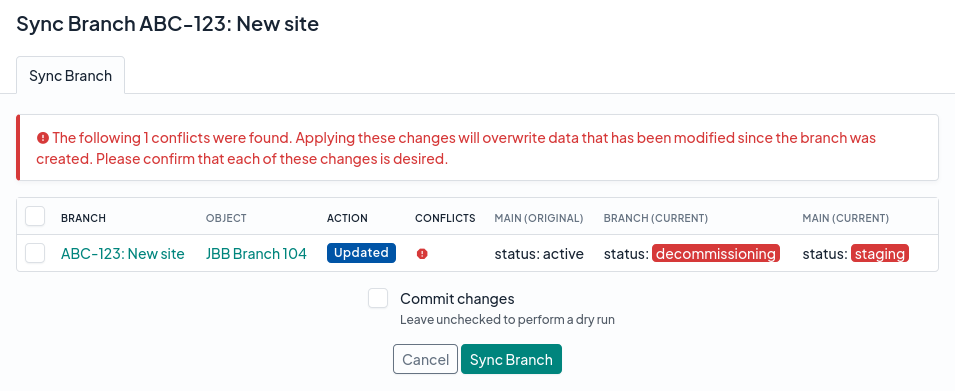 Sync Branch ABC-123: New site
Sync Branch
The following 1 conflicts were found. Applying these changes will overwrite data that has been modified since the branch was
created. Please confirm that each of these changes is desired.
BRANCH OBJECT ACTION CONFLICTS MAIN (ORIGINAL) BRANCH (CURRENT) MAIN (CURRENT)
ABC-123: New site JBB Branch 104 Updated status: active status: decommissioning status: staging
Commit changes
Leave unchecked to perform a dry run
Cancel Sync Branch